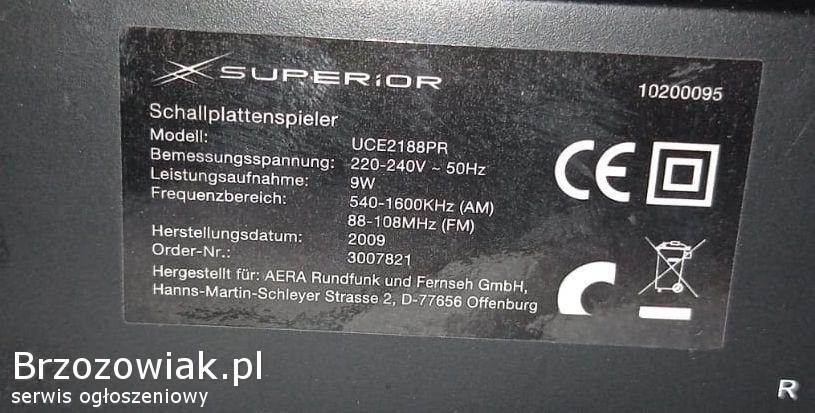 SUPERiOR
10200095
Schallplattenspieler
Modell: UCE2188PR
Bemessungsspannung: 220-240V ~ 50Hz
Leistungsaufnahme: 9W
Frequenzbereich: 540-1600KHz (AM)
88-108MHz (FM)
Herstellungsdatum: 2009
Order-Nr.: 3007821
Hergestellt für: AERA Rundfunk und Fernseh GmbH,
Hanns-Martin-Schleyer Strasse 2, D-77656 Offenburg
CE
Brzozowiak.pl
serwis ogłoszeniowy
R